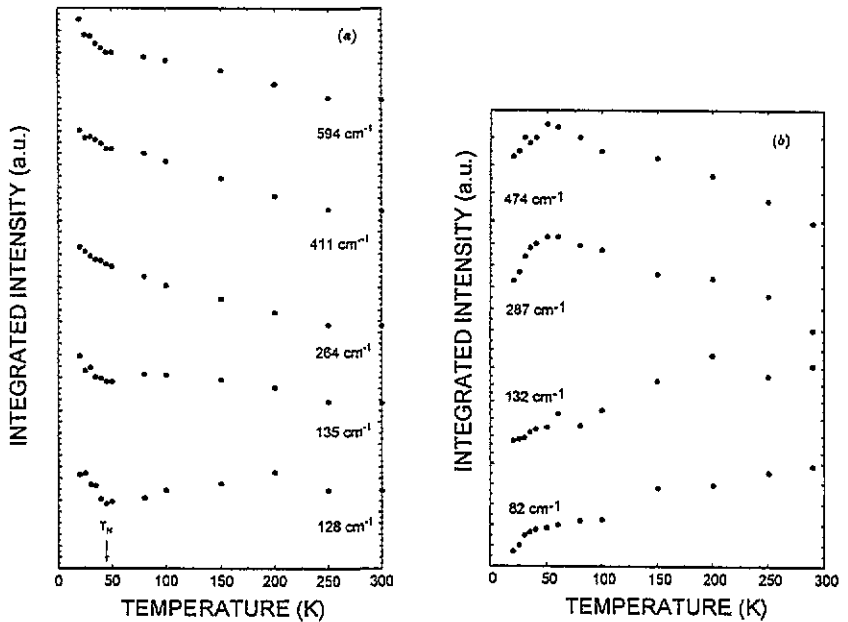 INTEGRATED INTENSITY (a.u.)
(a)
594 cm⁻¹
411 cm⁻¹
264 cm⁻¹
135 cm⁻¹
128 cm⁻¹
T_N
0 50 100 150 200 250 300
TEMPERATURE (K)
INTEGRATED INTENSITY (a.u.)
(b)
474 cm⁻¹
287 cm⁻¹
132 cm⁻¹
82 cm⁻¹
0 50 100 150 200 250 300
TEMPERATURE (K)